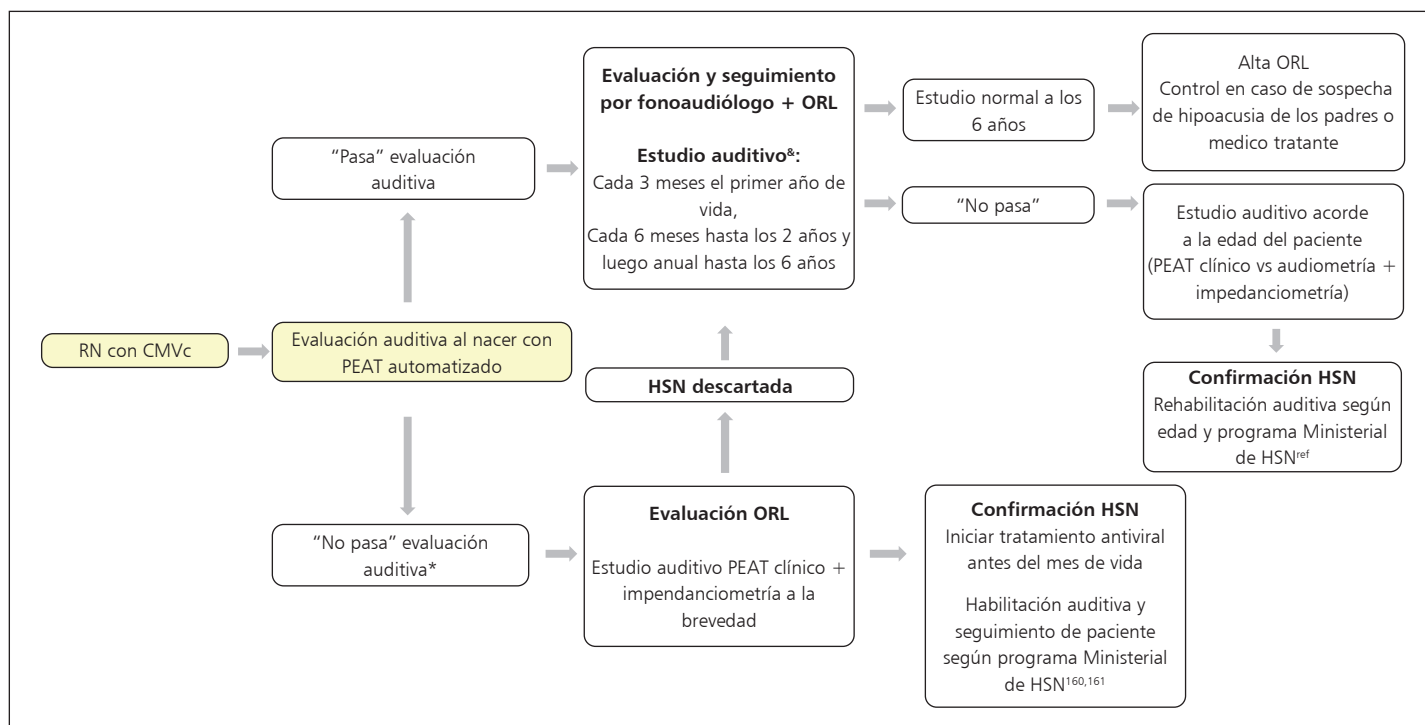 RN con CMVc
Evaluación auditiva al nacer con
PEAT automatizado
“Pasa” evaluación
auditiva
Evaluación y seguimiento
por fonoaudiólogo + ORL
Estudio auditivo&:
Cada 3 meses el primer año de
vida,
Cada 6 meses hasta los 2 años y
luego anual hasta los 6 años
Estudio normal a los
6 años
Alta ORL
Control en caso de sospecha
de hipoacusia de los padres o
medico tratante
“No pasa”
Estudio auditivo acorde
a la edad del paciente
(PEAT clínico vs audiometría +
impedanciometría)
Confirmación HSN
Rehabilitación auditiva según
edad y programa Ministerial
de HSNref
HSN descartada
“No pasa” evaluación
auditiva*
Evaluación ORL
Estudio auditivo PEAT clínico +
impendanciometría a la
brevedad
Confirmación HSN
Iniciar tratamiento antiviral
antes del mes de vida
Habilitación auditiva y
seguimiento de paciente
según programa Ministerial
de HSN160,161